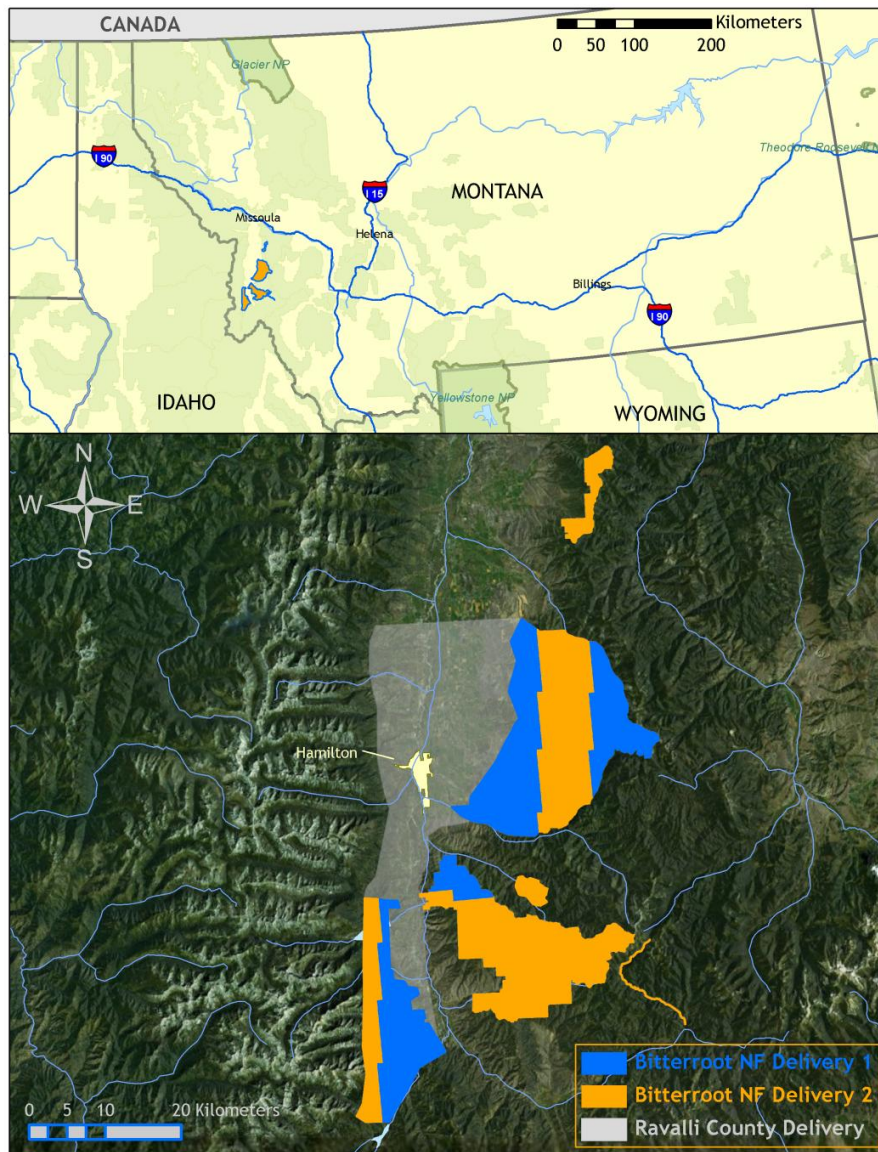 CANADA
Kilometers
0 50 100 200
Glacier NP
I 90
Theodore Roosevelt N
I 15
MONTANA
Missoula
Helena
Billings
I 90
IDAHO
Yellowstone NP
WYOMING
N
W E
S
Hamilton
Bitterroot NF Delivery 1
Bitterroot NF Delivery 2
Ravalli County Delivery
0 5 10 20 Kilometers